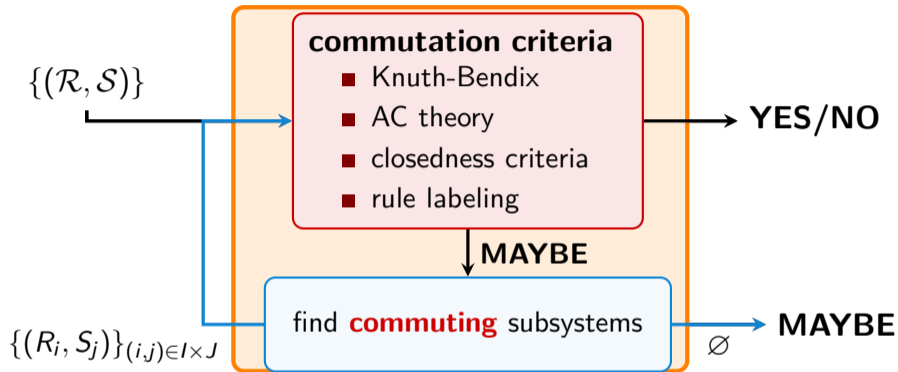 commutation criteria
{(ℛ, 𝒮)}
■ Knuth-Bendix
■ AC theory
YES/NO
■ closedness criteria
■ rule labeling
MAYBE
find commuting subsystems
MAYBE
{(R_i, S_j)}_{(i,j)∈I×J}
∅